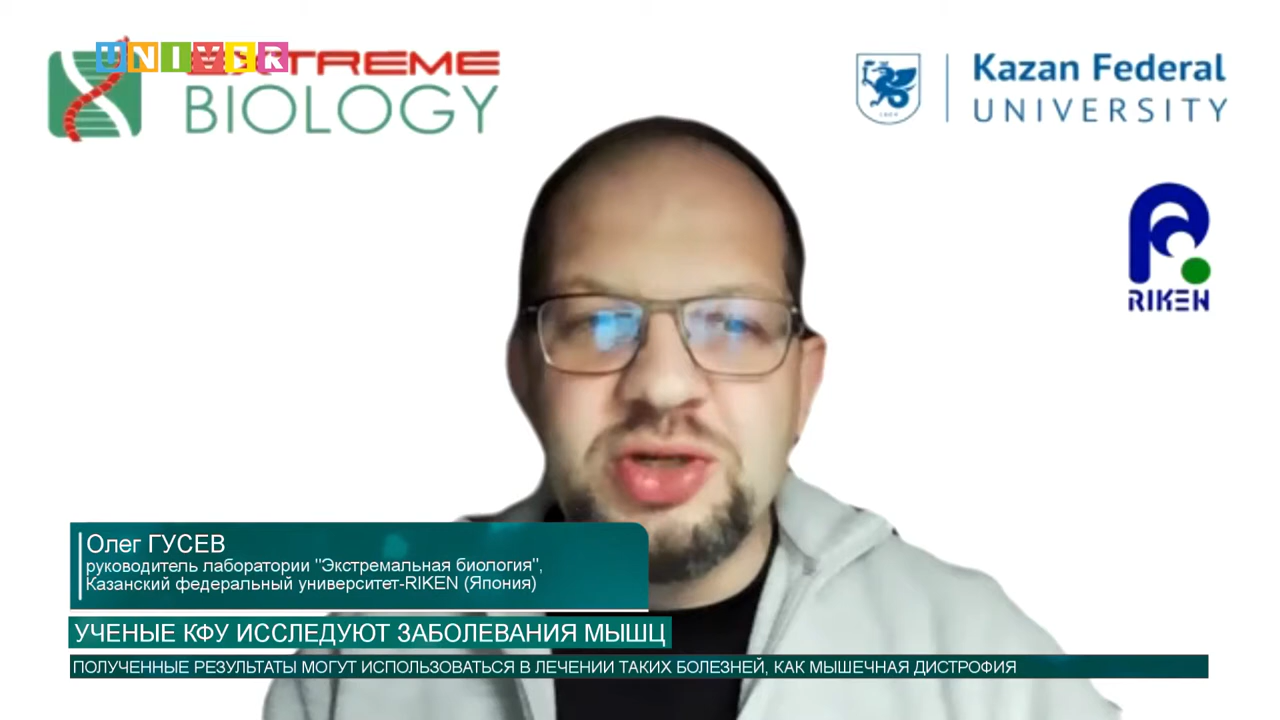 UNIVER
EXTREME
BIOLOGY
Kazan Federal
UNIVERSITY
RIKEN
Олег ГУСЕВ
руководитель лаборатории "Экстремальная биология",
Казанский федеральный университет-RIKEN (Япония)
УЧЕНЫЕ КФУ ИССЛЕДУЮТ ЗАБОЛЕВАНИЯ МЫШЦ
ПОЛУЧЕННЫЕ РЕЗУЛЬТАТЫ МОГУТ ИСПОЛЬЗОВАТЬСЯ В ЛЕЧЕНИИ ТАКИХ БОЛЕЗНЕЙ, КАК МЫШЕЧНАЯ ДИСТРОФИЯ